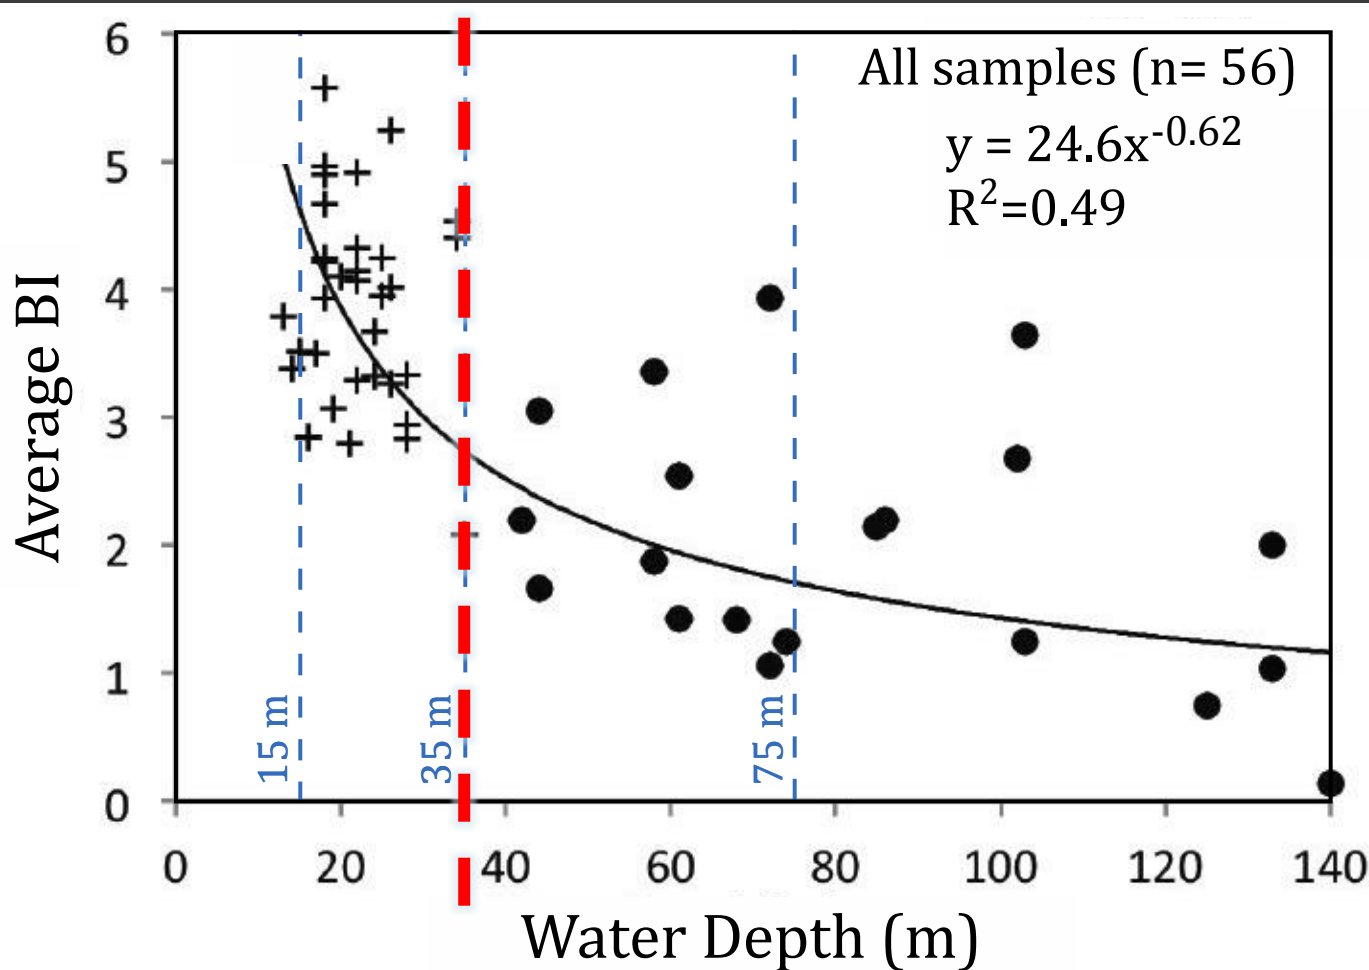 All samples (n= 56)
y = 24.6x^-0.62
R²=0.49
Average BI
6
5
4
3
2
1
0
15 m
35 m
75 m
0 20 40 60 80 100 120 140
Water Depth (m)